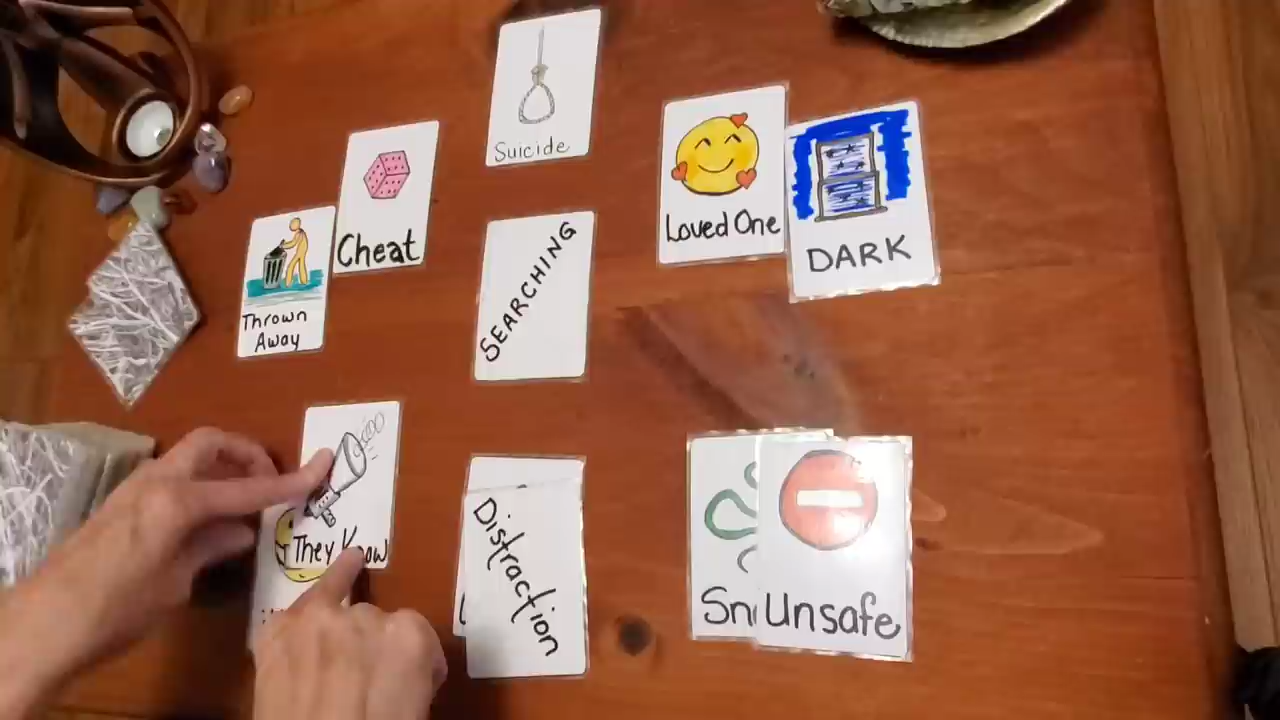 Suicide
Cheat
Loved One
DARK
Thrown
Away
SEARCHING
They Know
Distraction
Unsafe